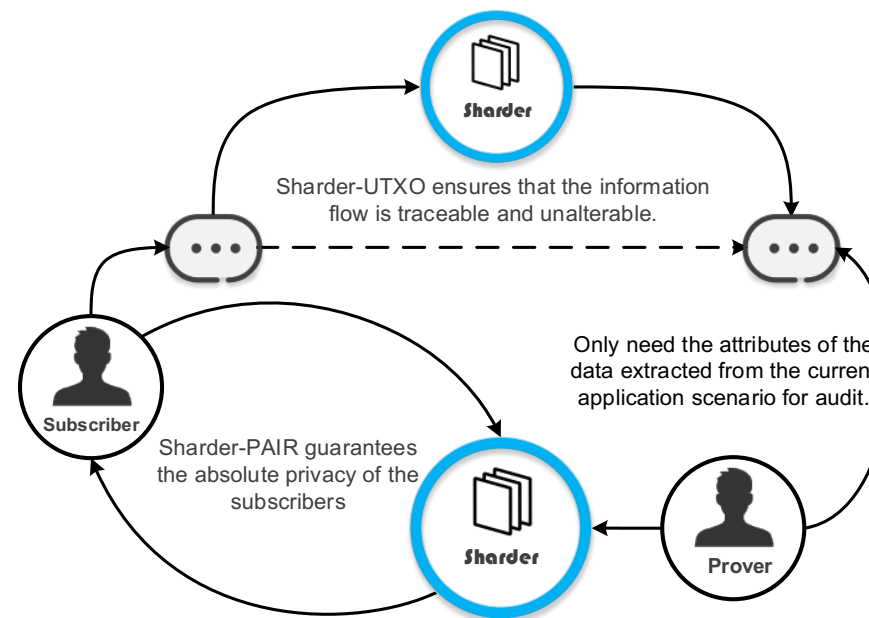 Sharder
Sharder-UTXO ensures that the information
flow is traceable and unalterable.
Only need the attributes of the
data extracted from the curren
application scenario for audit.
Subscriber
Sharder-PAIR guarantees
the absolute privacy of the
subscribers
Sharder
Prover